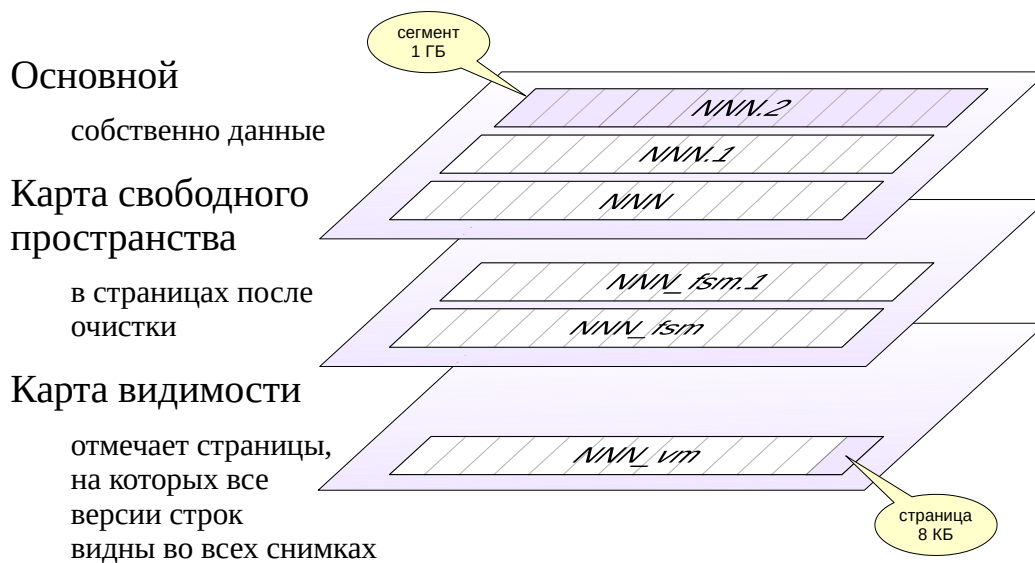 сегмент
1 ГБ
Основной
собственно данные
Карта свободного
пространства
в страницах после
очистки
Карта видимости
отмечает страницы,
на которых все
версии строк
видны во всех снимках
NNN.2
NNN.1
NNN
NNN_fsm.1
NNN_fsm
NNN_vm
страница
8 КБ